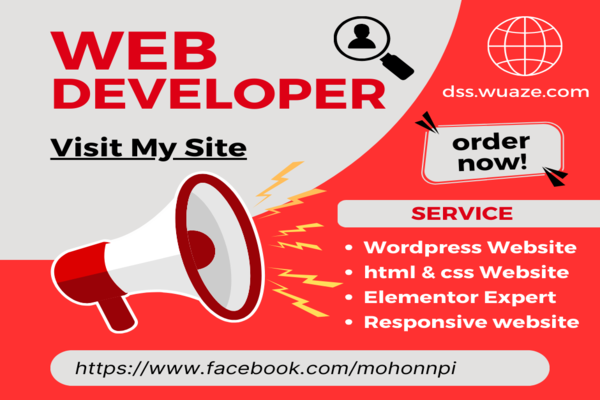 WEB
DEVELOPER
Visit My Site
dss.wuaze.com
order
now!
SERVICE
• Wordpress Website
• html & css Website
• Elementor Expert
• Responsive website
https://www.facebook.com/mohonnpi